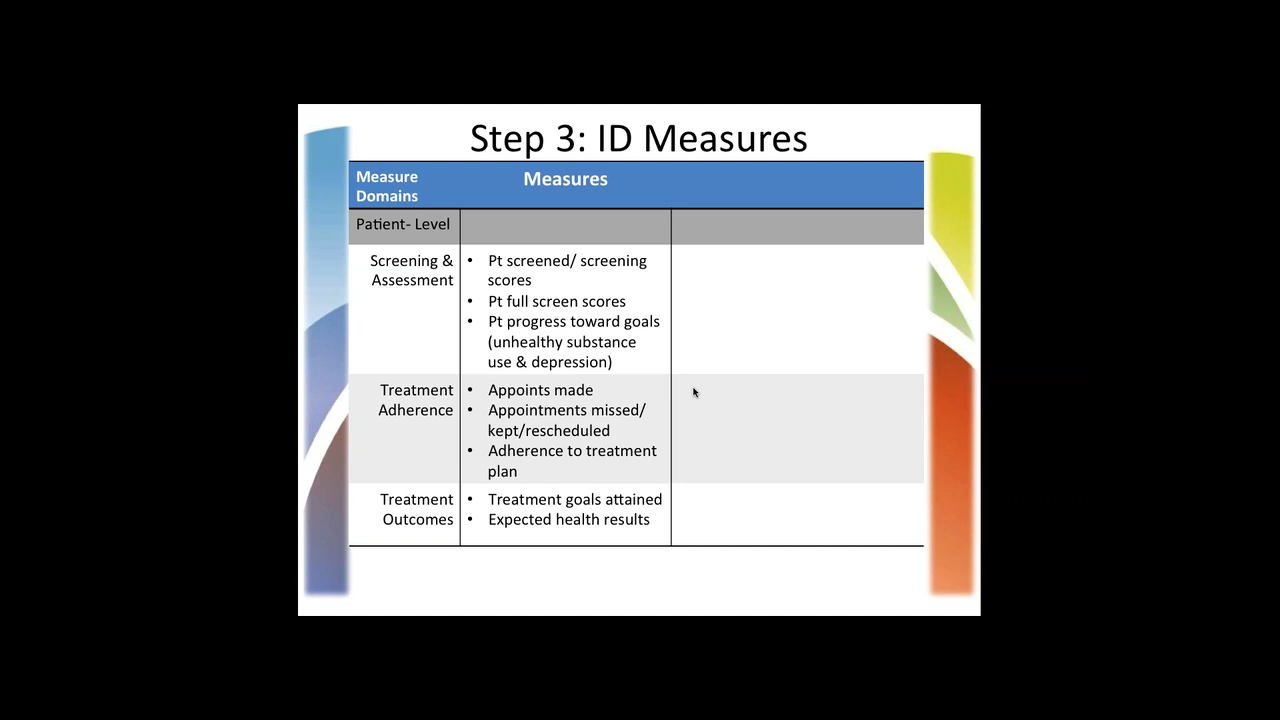 Step 3: ID Measures
Measure
Domains
Measures
Patient- Level
Screening &
Assessment
• Pt screened/ screening
scores
• Pt full screen scores
• Pt progress toward goals
(unhealthy substance
use & depression)
Treatment
Adherence
• Appoints made
• Appointments missed/
kept/rescheduled
• Adherence to treatment
plan
Treatment
Outcomes
• Treatment goals attained
• Expected health results